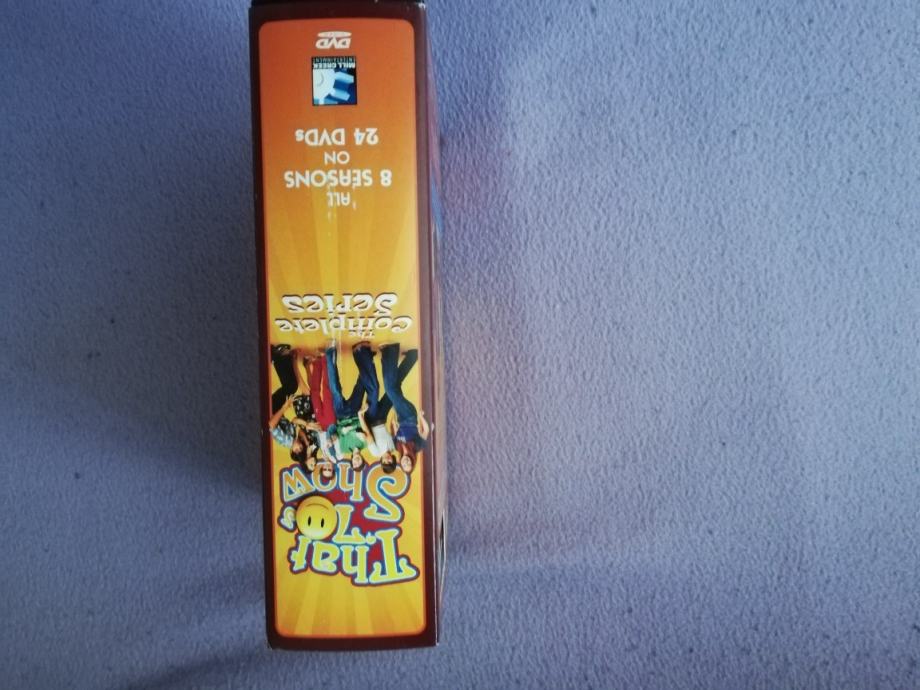 That
'70s
Show
The
Complete
Series
ALL
8 SEASONS
ON
24 DVDs
MILL CREEK
ENTERTAINMENT
DVD